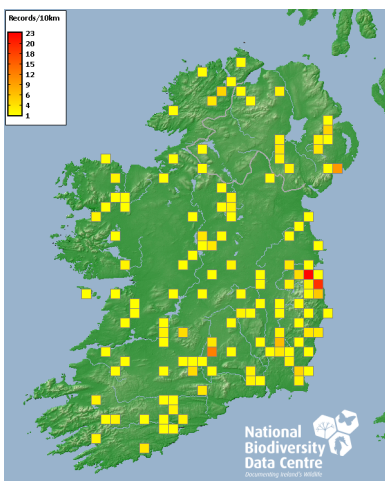 Records/10km
23
20
18
15
12
9
6
4
1
National
Biodiversity
Data Centre
Documenting Ireland's Wildlife